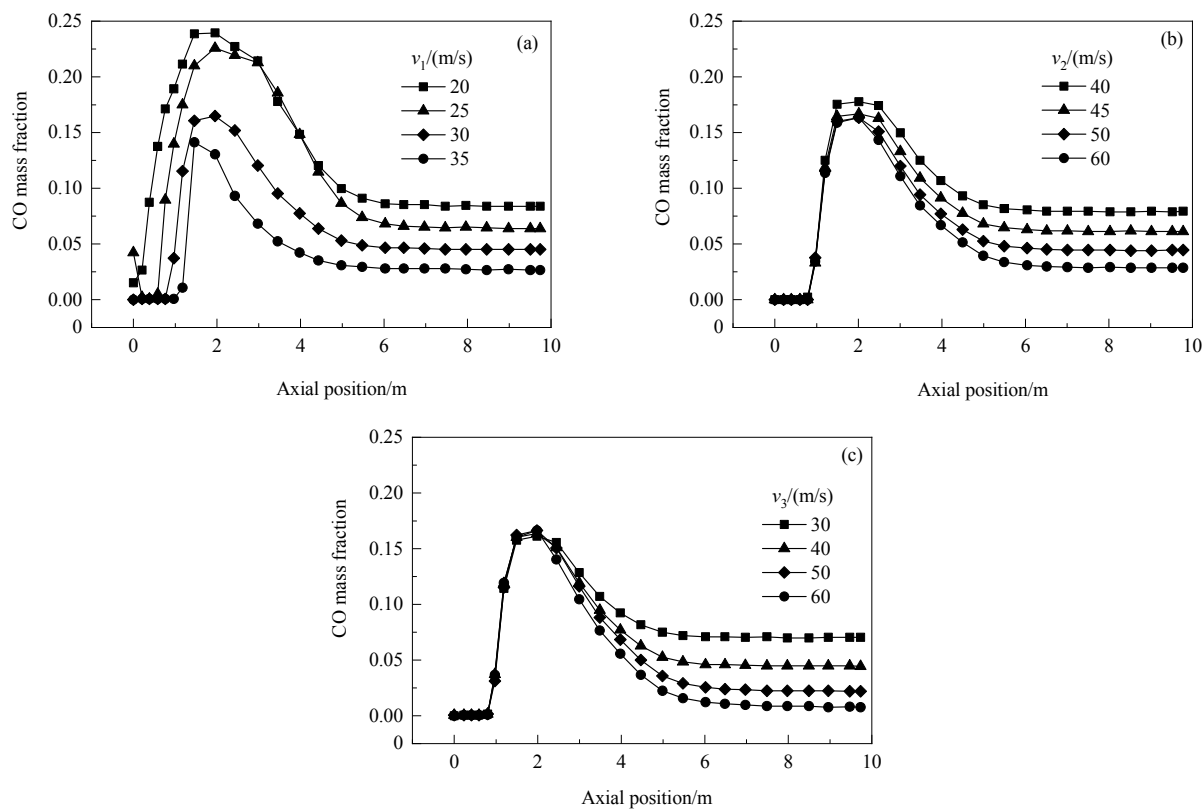 (a)
v₁/(m/s)
20
25
30
35
0.25
0.20
0.15
0.10
0.05
0.00
0
CO mass fraction
0 2 4 6 8 10
Axial position/m
(b)
v₂/(m/s)
40
45
50
60
0.25
0.20
0.15
0.10
0.05
0.00
0
CO mass fraction
0 2 4 6 8 10
Axial position/m
(c)
v₃/(m/s)
30
40
50
60
0.25
0.20
0.15
0.10
0.05
0.00
0
CO mass fraction
0 2 4 6 8 10
Axial position/m